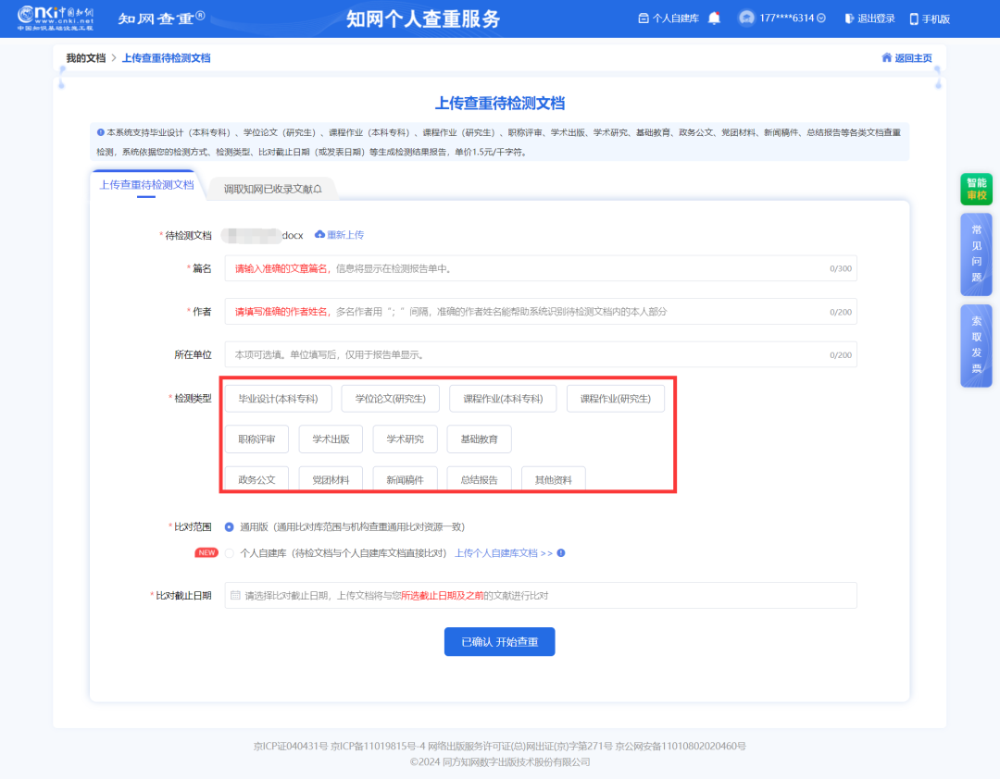 CNKi 中国知网
www.cnki.net
中国知识基础设施工程
知网查重®
知网个人查重服务
个人自建库
177****6314
退出登录
手机版
我的文档 > 上传查重待检测文档
返回主页
上传查重待检测文档
本系统支持毕业设计（本科专科）、学位论文（研究生）、课程作业（本科专科）、课程作业（研究生）、职称评审、学术出版、学术研究、基础教育、政务公文、党团材料、新闻稿件、总结报告等各类文档查重
检测，系统依据您的检测方式、检测类型、比对截止日期（或发表日期）等生成检测结果报告，单价1.5元/千字符。
上传查重待检测文档
调取知网已收录文献
智能
审校
常见问题
索取发票
*待检测文档 docx 重新上传
*篇名 请输入准确的文章篇名，信息将显示在检测报告单中。 0/300
*作者 请填写准确的作者姓名，多名作者用“；”间隔，准确的作者姓名能帮助系统识别待检测文档内的本人部分 0/200
所在单位 本项可选填。单位填写后，仅用于报告单显示。 0/200
*检测类型 毕业设计(本科专科) 学位论文(研究生) 课程作业(本科专科) 课程作业(研究生)
职称评审 学术出版 学术研究 基础教育
政务公文 党团材料 新闻稿件 总结报告 其他资料
*比对范围 通用版（通用比对库范围与机构查重通用比对资源一致）
NEW 个人自建库（待检文档与个人自建库文档直接比对） 上传个人自建库文档 >>
*比对截止日期 请选择比对截止日期，上传文档将与您所选截止日期及之前的文献进行比对
已确认 开始查重
京ICP证040431号 京ICP备11019815号-4 网络出版服务许可证(总)网出证(京)字第271号 京公网安备11010802020460号
©2024 同方知网数字出版技术股份有限公司